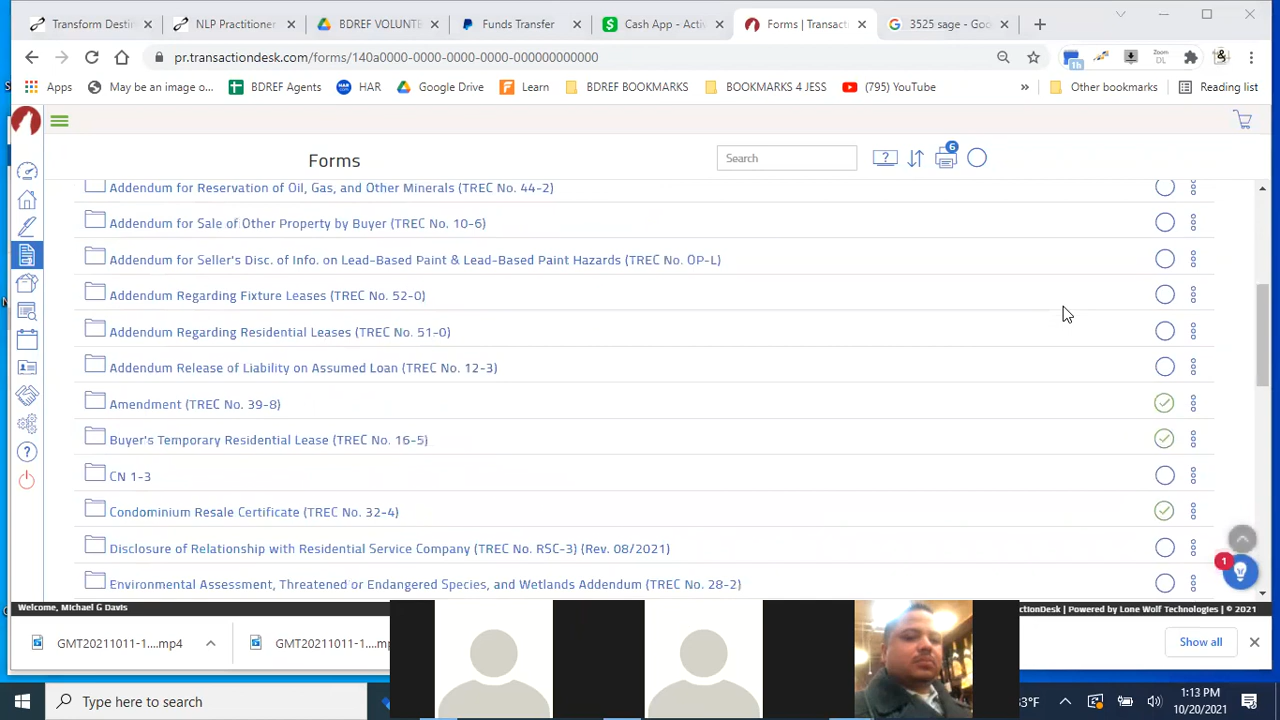 Transform Destin
NLP Practitioner
BDREF VOLUNTE
Funds Transfer
Cash App - Activ
Forms | Transact
3525 sage - Goo
pr.transactiondesk.com/forms/140a0000-0000-0000-0000-000000000000
1h
Zoom DL
Apps
May be an image o...
BDREF Agents
HAR
Google Drive
Learn
BDREF BOOKMARKS
BOOKMARKS 4 JESS
(795) YouTube
»
Other bookmarks
Reading list
Forms
Search
?
6
Addendum for Reservation of Oil, Gas, and Other Minerals (TREC No. 44-2)
Addendum for Sale of Other Property by Buyer (TREC No. 10-6)
Addendum for Seller's Disc. of Info. on Lead-Based Paint & Lead-Based Paint Hazards (TREC No. OP-L)
Addendum Regarding Fixture Leases (TREC No. 52-0)
Addendum Regarding Residential Leases (TREC No. 51-0)
Addendum Release of Liability on Assumed Loan (TREC No. 12-3)
Amendment (TREC No. 39-8)
Buyer's Temporary Residential Lease (TREC No. 16-5)
CN 1-3
Condominium Resale Certificate (TREC No. 32-4)
Disclosure of Relationship with Residential Service Company (TREC No. RSC-3) (Rev. 08/2021)
Environmental Assessment, Threatened or Endangered Species, and Wetlands Addendum (TREC No. 28-2)
1
Welcome, Michael G Davis
ctionDesk | Powered by Lone Wolf Technologies | © 2021
GMT20211011-1....mp4
GMT20211011-1....mp
Show all
Type here to search
3°F
1:13 PM
10/20/2021